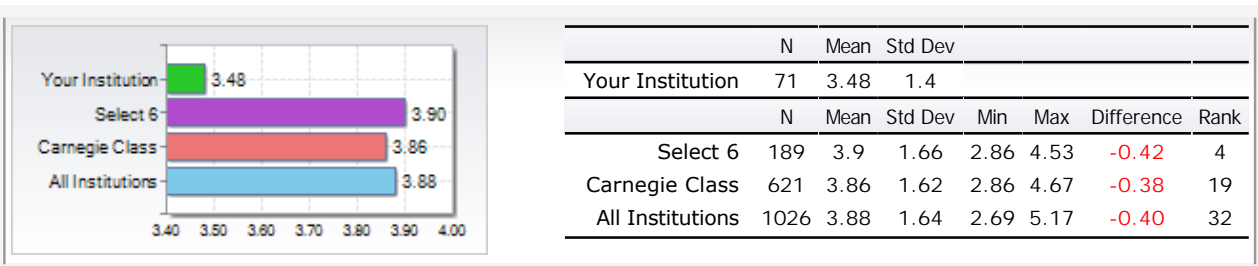 Your Institution 3.48
Select 6 3.90
Carnegie Class 3.86
All Institutions 3.88
3.40 3.50 3.60 3.70 3.80 3.90 4.00
N Mean Std Dev
Your Institution 71 3.48 1.4
N Mean Std Dev Min Max Difference Rank
Select 6 189 3.9 1.66 2.86 4.53 -0.42 4
Carnegie Class 621 3.86 1.62 2.86 4.67 -0.38 19
All Institutions 1026 3.88 1.64 2.69 5.17 -0.40 32